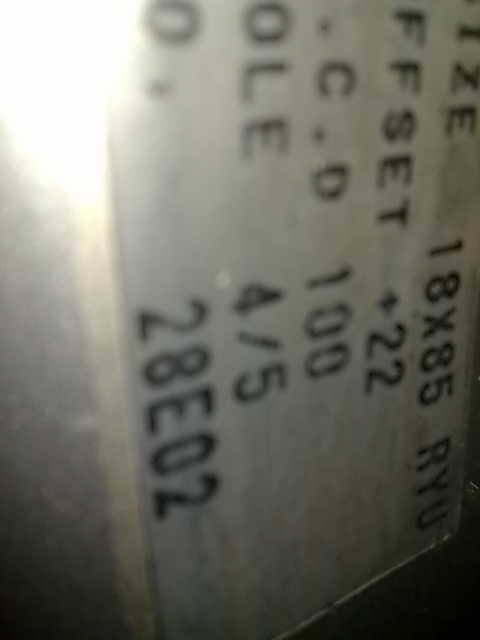 IZE 18X85 RYU
FFSET +22
.C.D 100
OLE 4/5
O. 28E02